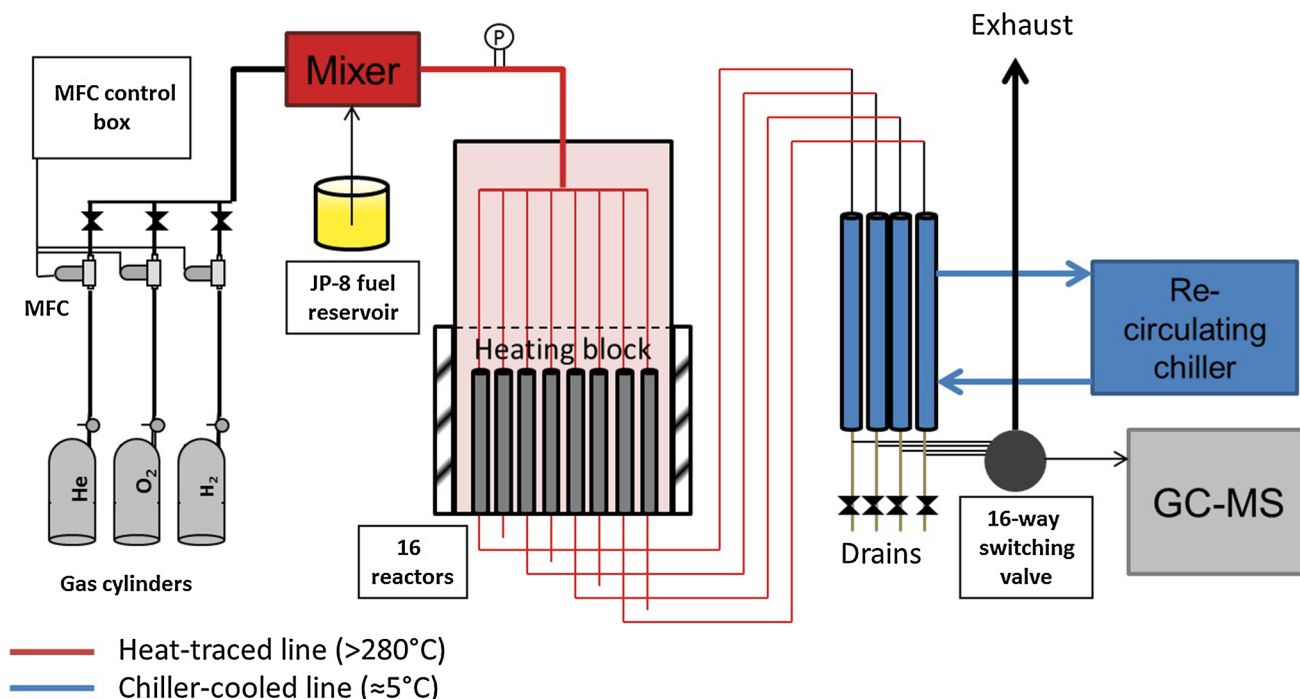 Exhaust
MFC control
box
Mixer
P
JP-8 fuel
reservoir
MFC
Heating block
Re-
circulating
chiller
He
O₂
H₂
GC-MS
16
reactors
Drains
16-way
switching
valve
Gas cylinders
Heat-traced line (>280°C)
Chiller-cooled line (≈5°C)